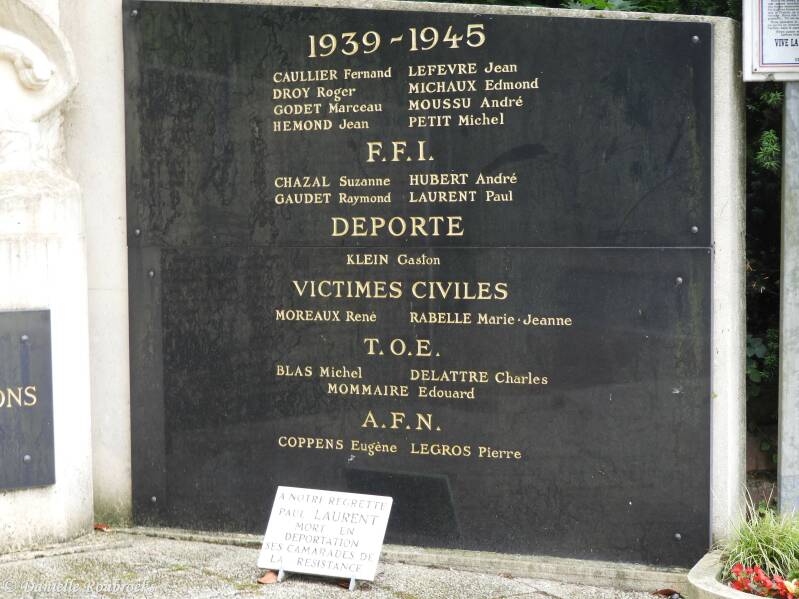 1939-1945
CAULLIER Fernand LEFEVRE Jean
DROY Roger MICHAUX Edmond
GODET Marceau MOUSSU André
HEMOND Jean PETIT Michel
F.F.I.
CHAZAL Suzanne HUBERT André
GAUDET Raymond LAURENT Paul
DEPORTE
KLEIN Gaston
VICTIMES CIVILES
MOREAUX René RABELLE Marie-Jeanne
T.O.E.
BLAS Michel DELATTRE Charles
MOMMAIRE Edouard
A.F.N.
COPPENS Eugène LEGROS Pierre
A NOTRE REGRETTE
PAUL LAURENT
MORT EN
DEPORTATION
SES CAMARADES DE
LA RESISTANCE
ONS
VIVE LA